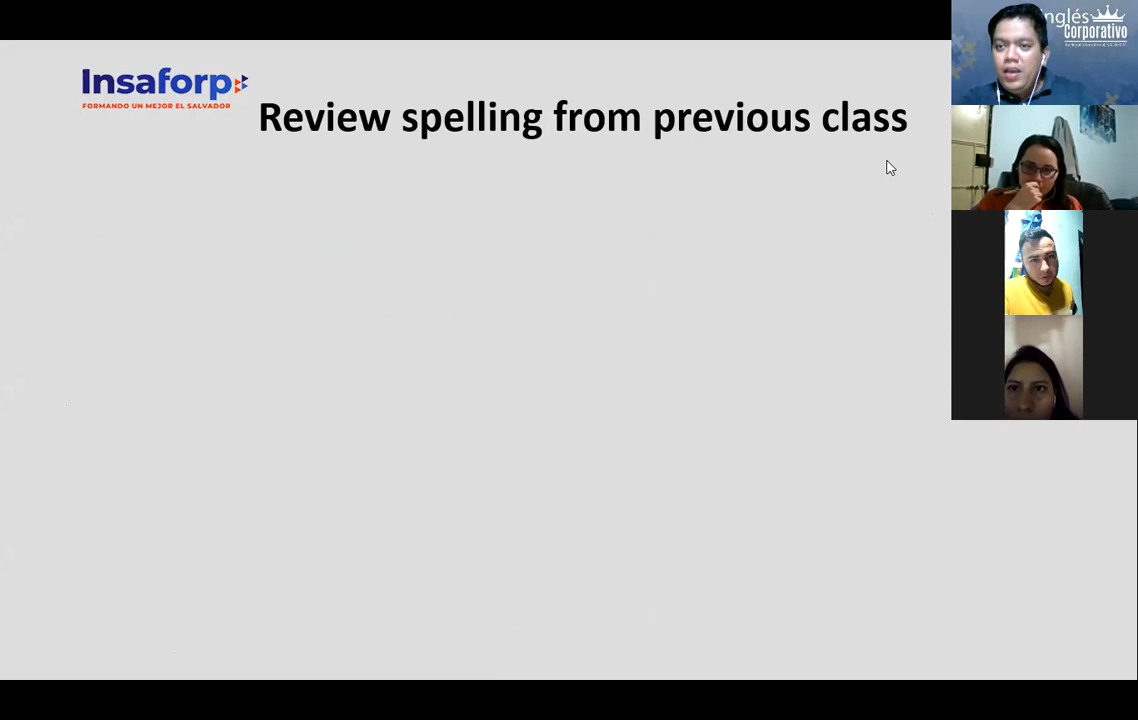 Insaforp
FORMANDO UN MEJOR EL SALVADOR
Review spelling from previous class
inglés
Corporativo